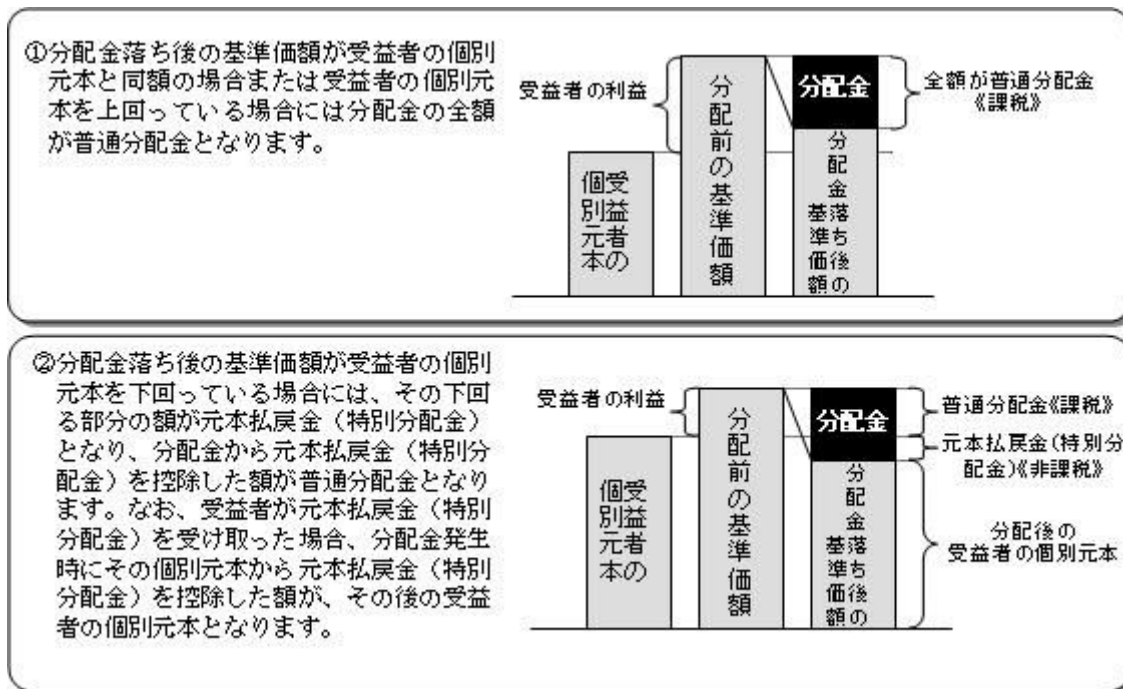 ①分配金落ち後の基準価額が受益者の個別
元本と同額の場合または受益者の個別元
本を上回っている場合には分配金の全額
が普通分配金となります。
受益者の利益
個別元本
受益者の
分配前の基準価額
分配金
基準価額
分配金落ち後の
全額が普通分配金
《課税》
②分配金落ち後の基準価額が受益者の個別
元本を下回っている場合には、その下回
る部分の額が元本払戻金（特別分配金）
となり、分配金から元本払戻金（特別分
配金）を控除した額が普通分配金となり
ます。なお、受益者が元本払戻金（特別
分配金）を受け取った場合、分配金発生
時にその個別元本から元本払戻金（特別
分配金）を控除した額が、その後の受益
者の個別元本となります。
受益者の利益
受益者の
個別元本
分配前の基準価額
分配金
分配金落ち後の
基準価額
普通分配金《課税》
元本払戻金(特別分
配金)《非課税》
分配後の
受益者の個別元本